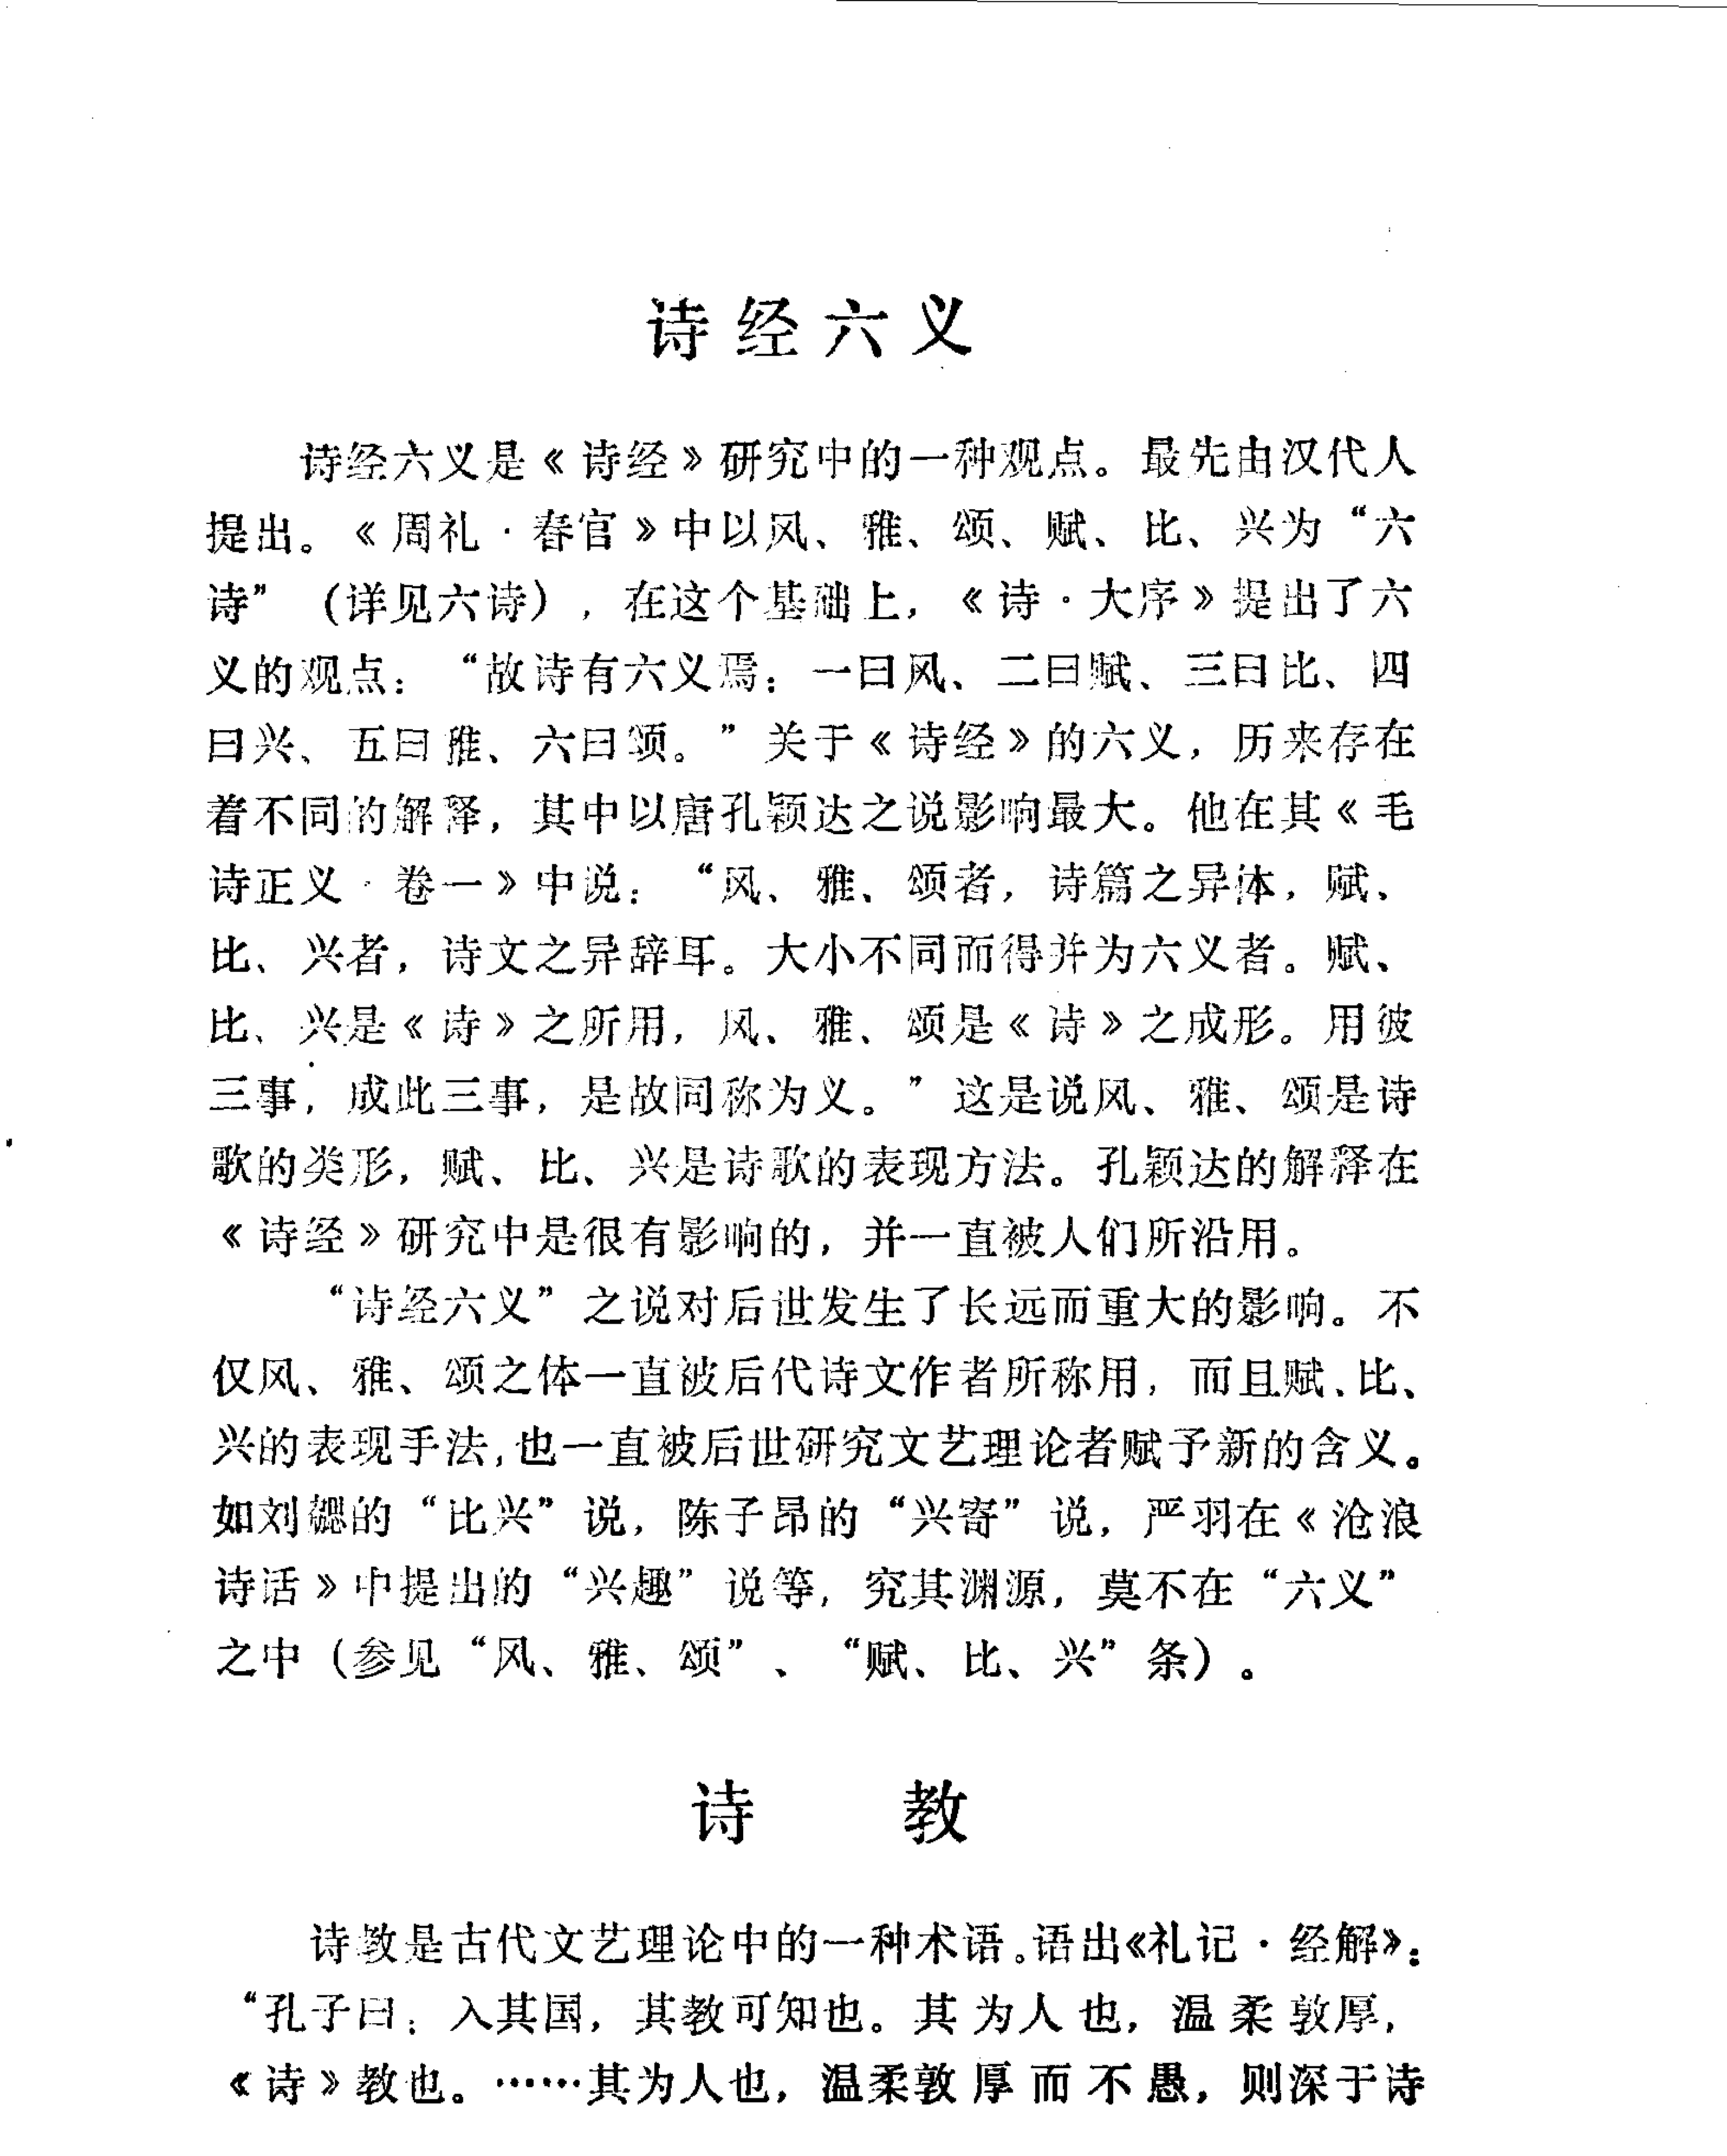 诗经六义
诗经六义是《诗经》研究中的一种观点。最先由汉代人
提出。《周礼·春官》中以风、雅、颂、赋、比、兴为“六
诗”（详见六诗），在这个基础上，《诗·大序》提出了六
义的观点：“故诗有六义焉：一曰风、二曰赋、三曰比、四
曰兴、五曰雅、六曰颂。”关于《诗经》的六义，历来存在
着不同的解释，其中以唐孔颖达之说影响最大。他在其《毛
诗正义·卷一》中说：“风、雅、颂者，诗篇之异体，赋、
比、兴者，诗文之异辞耳。大小不同而得并为六义者。赋、
比、兴是《诗》之所用，风、雅、颂是《诗》之成形。用彼
三事，成此三事，是故同称为义。”这是说风、雅、颂是诗
歌的类形，赋、比、兴是诗歌的表现方法。孔颖达的解释在
《诗经》研究中是很有影响的，并一直被人们所沿用。
“诗经六义”之说对后世发生了长远而重大的影响。不
仅风、雅、颂之体一直被后代诗文作者所称用，而且赋、比、
兴的表现手法，也一直被后世研究文艺理论者赋予新的含义。
如刘勰的“比兴”说，陈子昂的“兴寄”说，严羽在《沧浪
诗话》中提出的“兴趣”说等，究其渊源，莫不在“六义”
之中（参见“风、雅、颂”、“赋、比、兴”条）。
诗 教
诗教是古代文艺理论中的一种术语。语出《礼记·经解》：
“孔子曰：入其国，其教可知也。其为人也，温柔敦厚，
《诗》教也。……其为人也，温柔敦厚而不愚，则深于诗